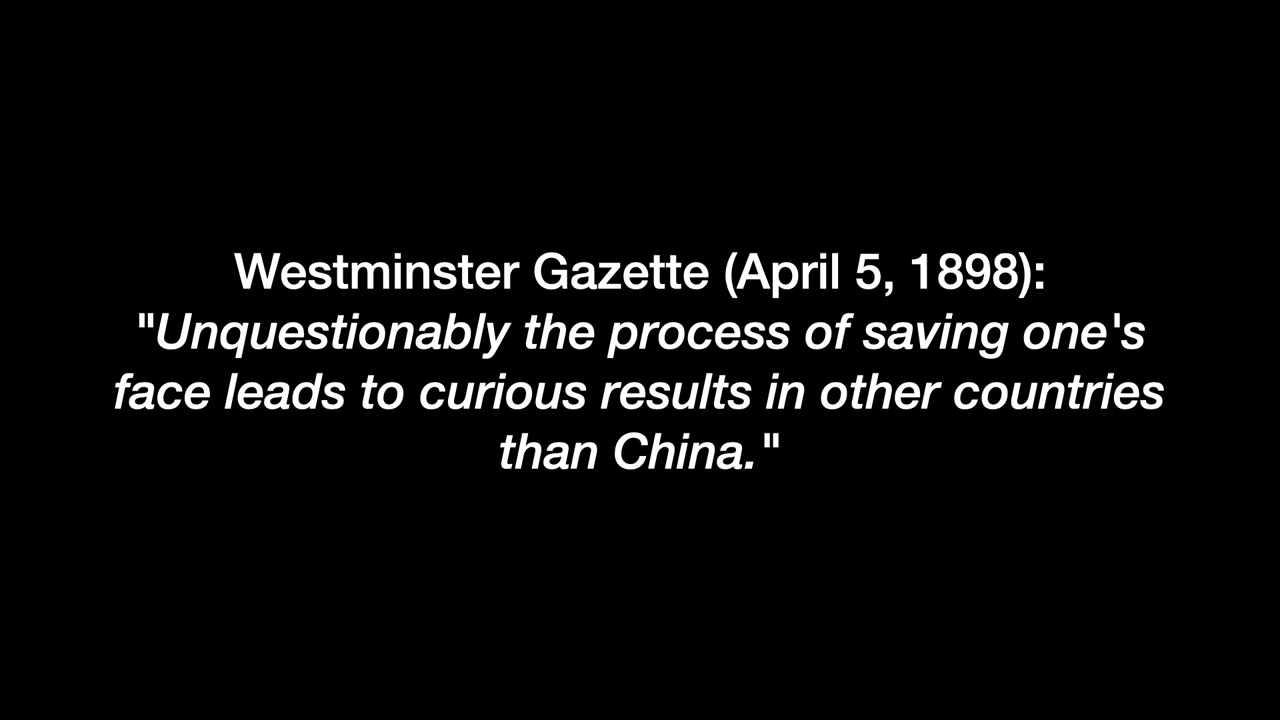 Westminster Gazette (April 5, 1898):
"Unquestionably the process of saving one's
face leads to curious results in other countries
than China."